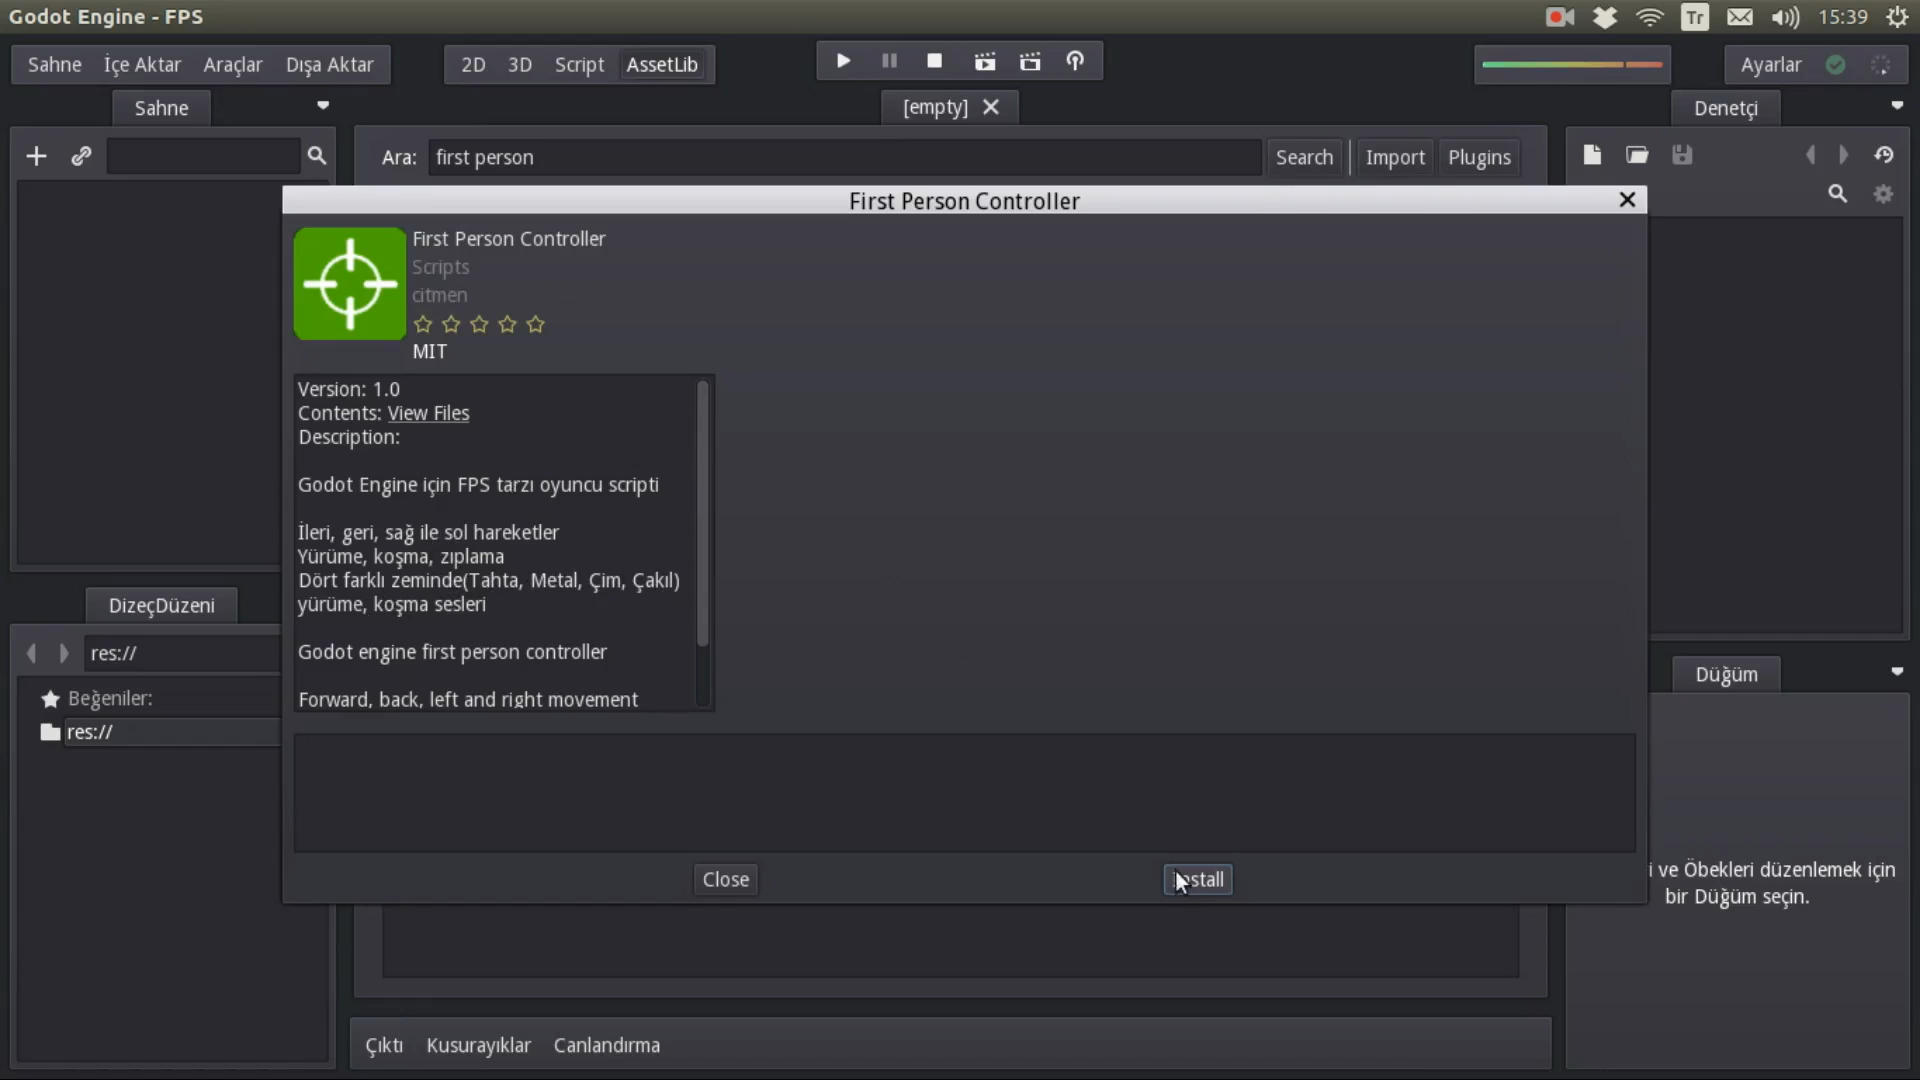 Godot Engine - FPS
Tr
15:39
Sahne İçe Aktar Araçlar Dışa Aktar
2D 3D Script AssetLib
Ayarlar
Sahne
[empty]
Denetçi
Ara: first person Search Import Plugins
First Person Controller
First Person Controller
Scripts
citmen
MIT
Version: 1.0
Contents: View Files
Description:
Godot Engine için FPS tarzı oyuncu scripti
İleri, geri, sağ ile sol hareketler
Yürüme, koşma, zıplama
Dört farklı zeminde(Tahta, Metal, Çim, Çakıl)
yürüme, koşma sesleri
Godot engine first person controller
Forward, back, left and right movement
Close
DizeçDüzeni
res://
Beğeniler:
res://
Düğüm
ve Öbekleri düzenlemek için
bir Düğüm seçin.
Çıktı Kusurayıklar Canlandırma